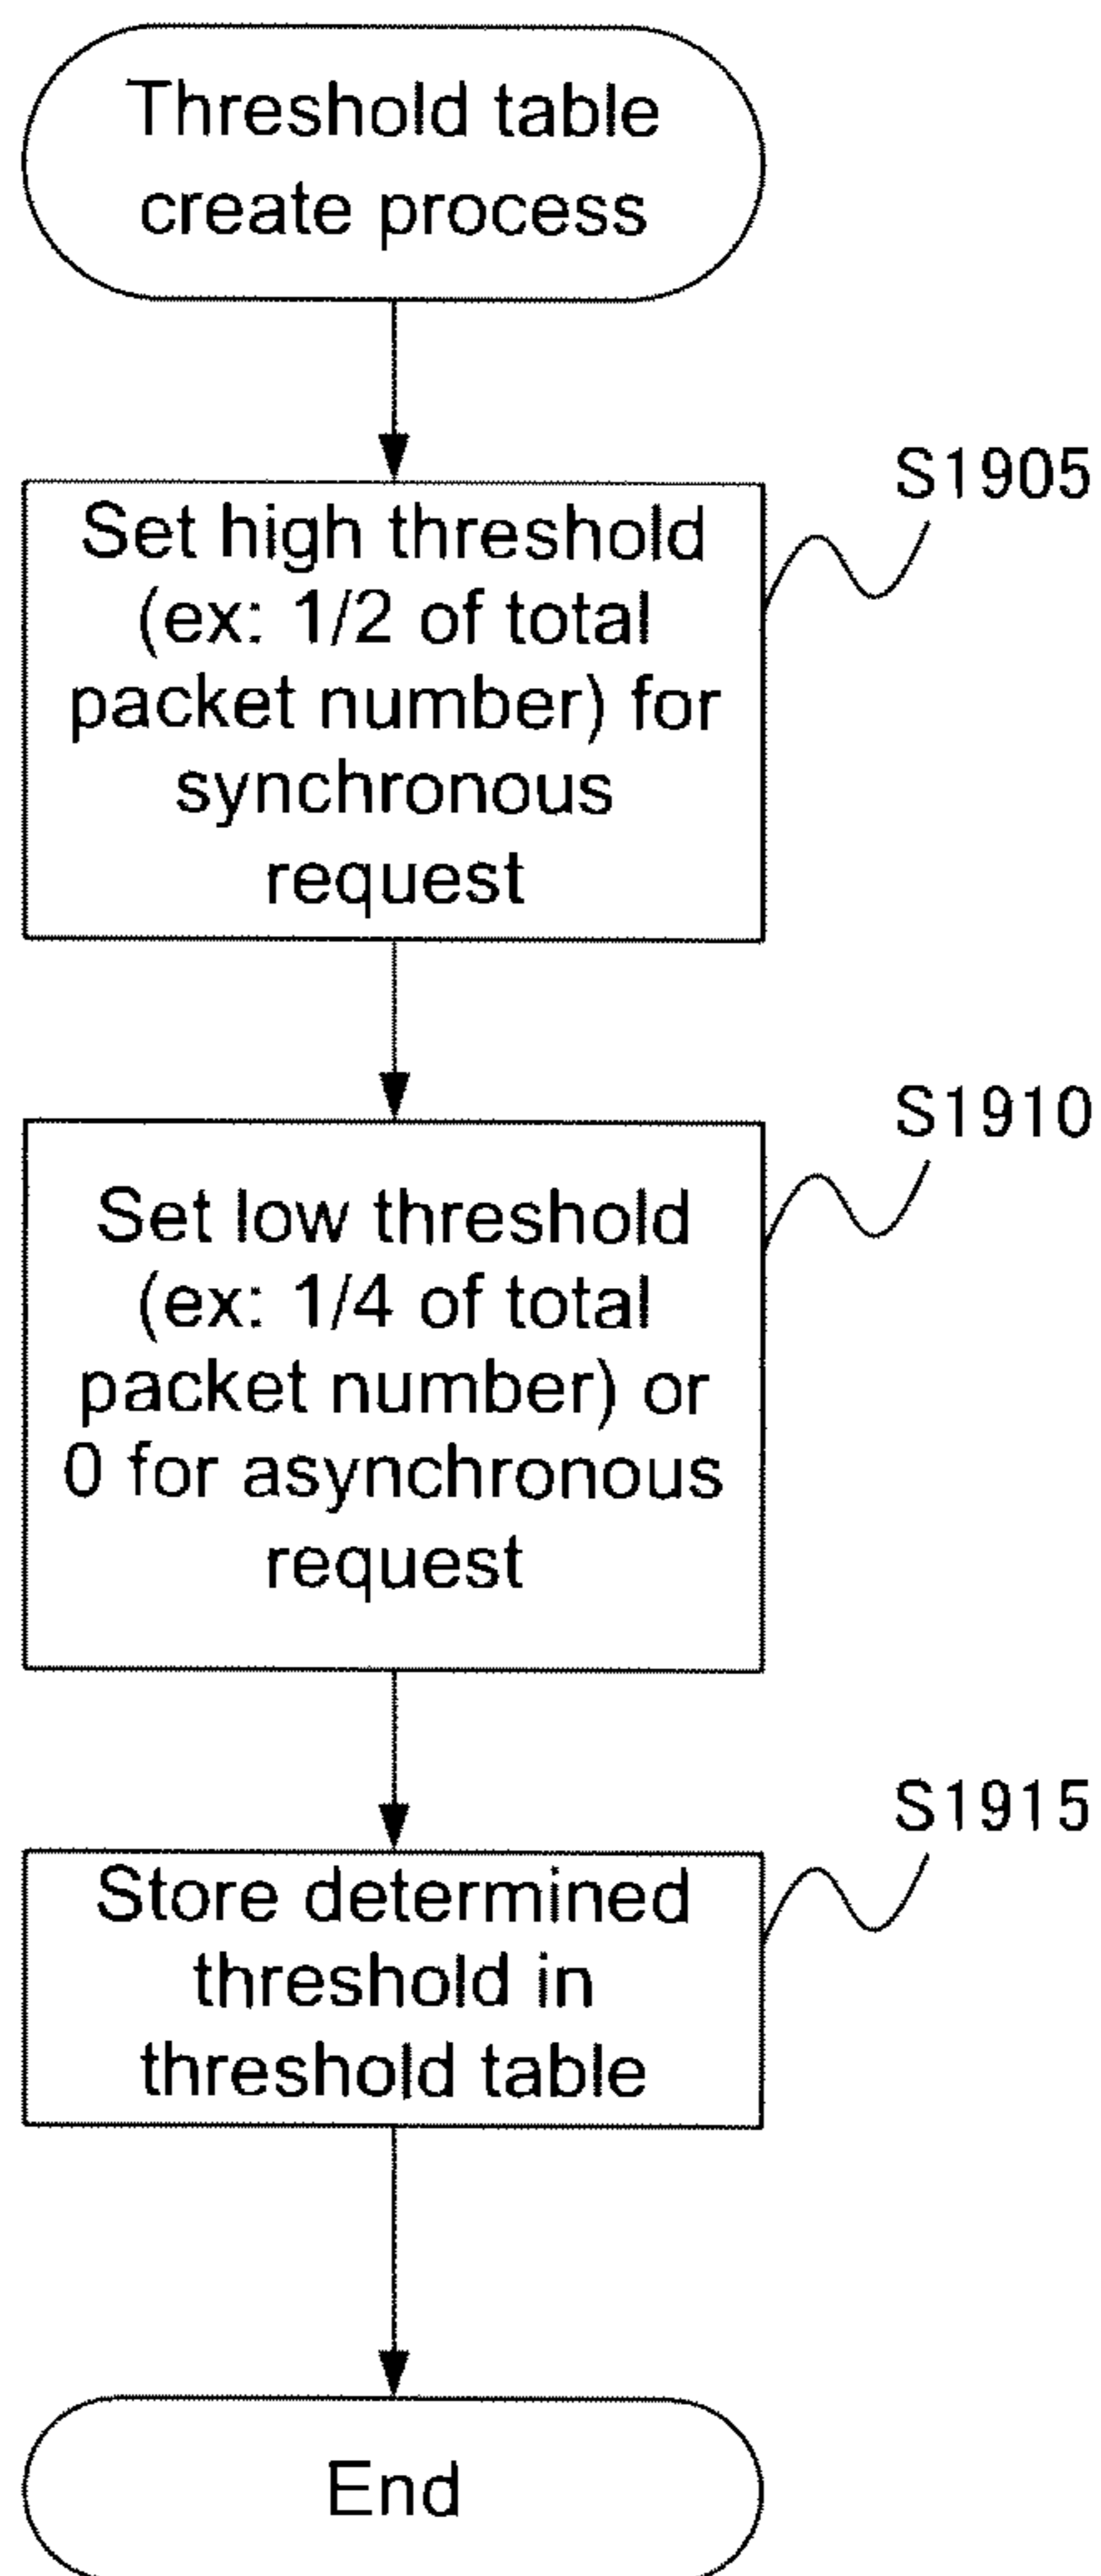 Threshold table
create process
S1905
Set high threshold
(ex: 1/2 of total
packet number) for
synchronous
request
S1910
Set low threshold
(ex: 1/4 of total
packet number) or
0 for asynchronous
request
S1915
Store determined
threshold in
threshold table
End